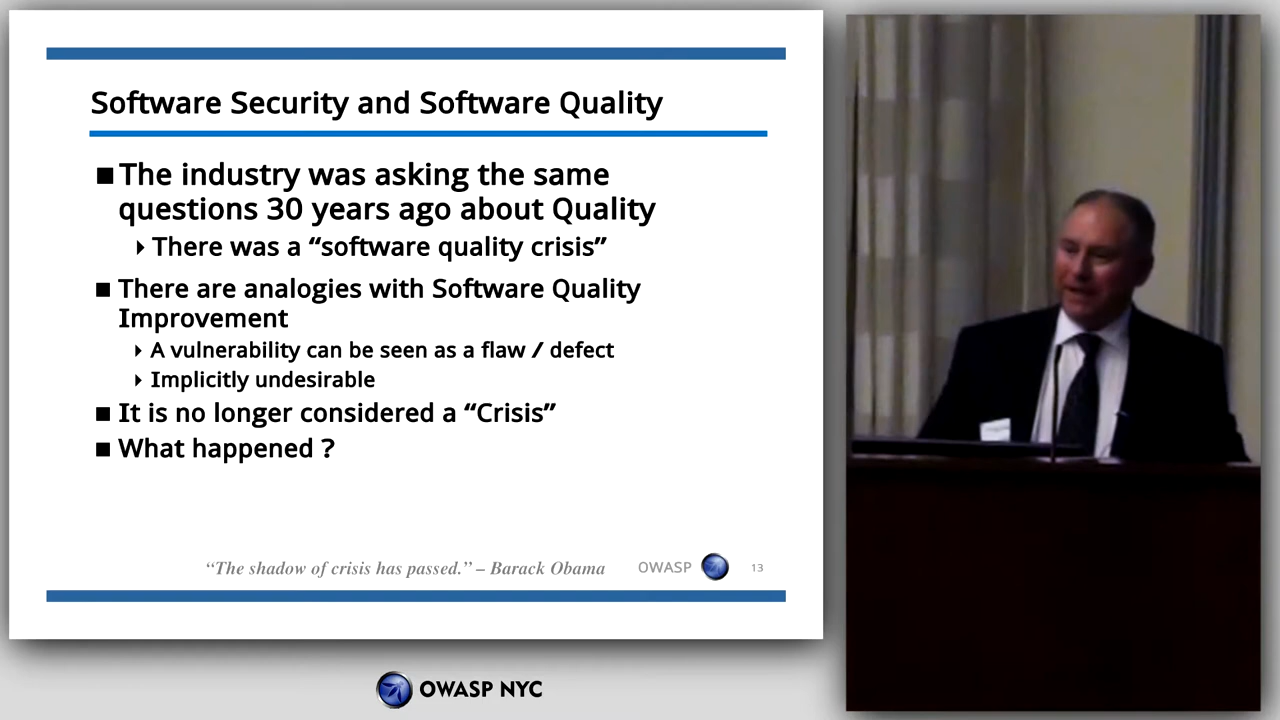 Software Security and Software Quality
The industry was asking the same
questions 30 years ago about Quality
There was a “software quality crisis”
There are analogies with Software Quality
Improvement
A vulnerability can be seen as a flaw / defect
Implicitly undesirable
It is no longer considered a “Crisis”
What happened ?
“The shadow of crisis has passed.” – Barack Obama
OWASP
13
OWASP NYC